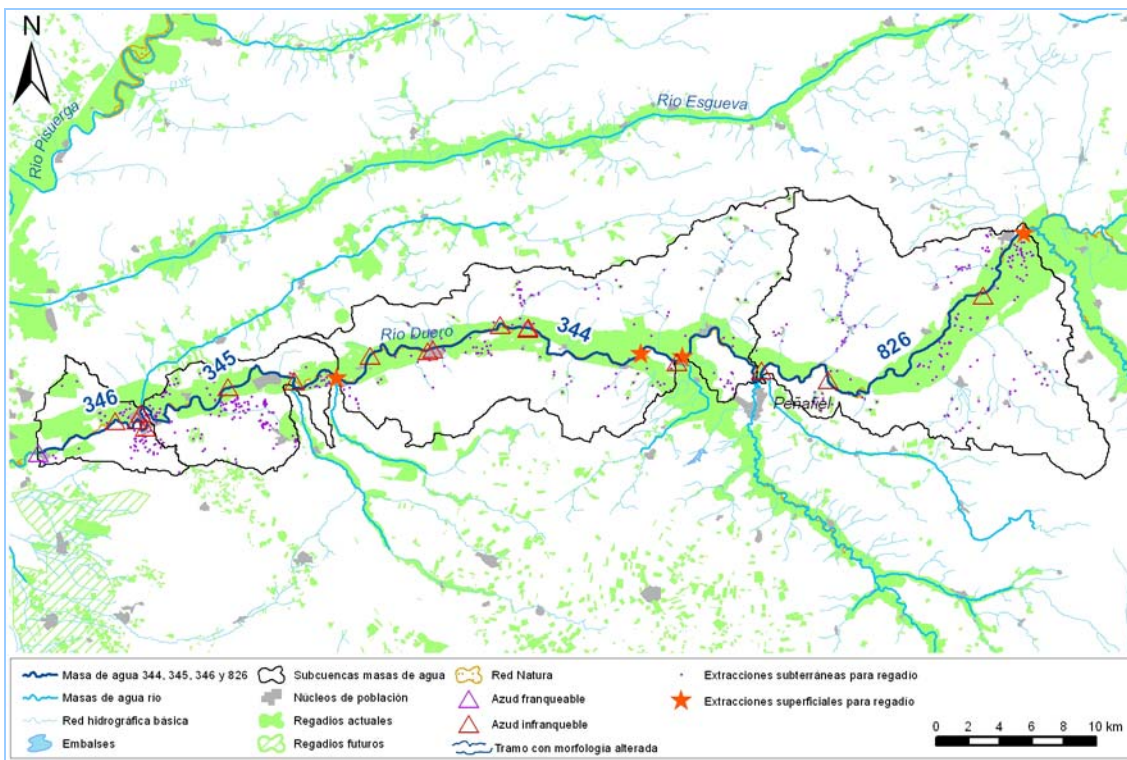 N
Río Pisuerga
Río Esgueva
Río Duero
344
345
346
826
Peñafiel
Masa de agua 344, 345, 346 y 826
Masas de agua río
Red hidrográfica básica
Embalses
Subcuencas masas de agua
Núcleos de población
Regadíos actuales
Regadíos futuros
Red Natura
Azud franqueable
Azud infranqueable
Tramo con morfología alterada
Extracciones subterráneas para regadío
Extracciones superficiales para regadío
0 2 4 6 8 10 km